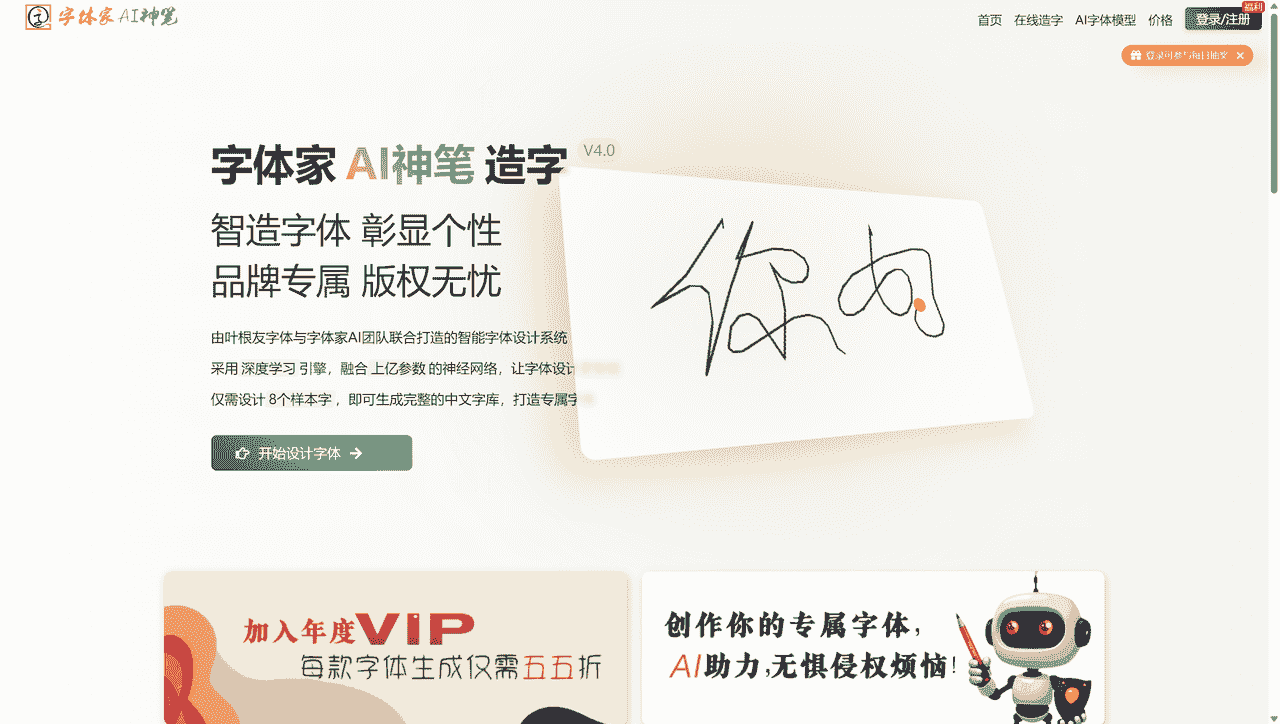 字体家 AI神笔
首页 在线造字 AI字体模型 价格 登录/注册
福利
登录可参与每日抽奖
字体家 AI神笔 造字 V4.0
智造字体 彰显个性
品牌专属 版权无忧
由叶根友字体与字体家AI团队联合打造的智能字体设计系统
采用 深度学习 引擎，融合 上亿参数 的神经网络，让字体设计
仅需设计 8个样本字 ，即可生成完整的中文字库，打造专属字
开始设计字体
你
加入年度VIP
每款字体生成仅需五五折
创作你的专属字体，
AI助力,无惧侵权烦恼!